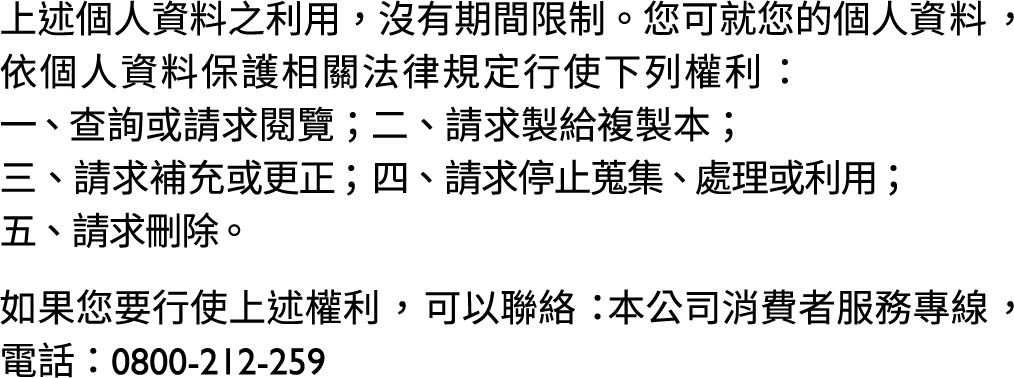 上述個人資料之利用，沒有期間限制。您可就您的個人資料，
依個人資料保護相關法律規定行使下列權利：
一、查詢或請求閱覽；二、請求製給複製本；
三、請求補充或更正；四、請求停止蒐集、處理或利用；
五、請求刪除。
如果您要行使上述權利，可以聯絡：本公司消費者服務專線，
電話：0800-212-259